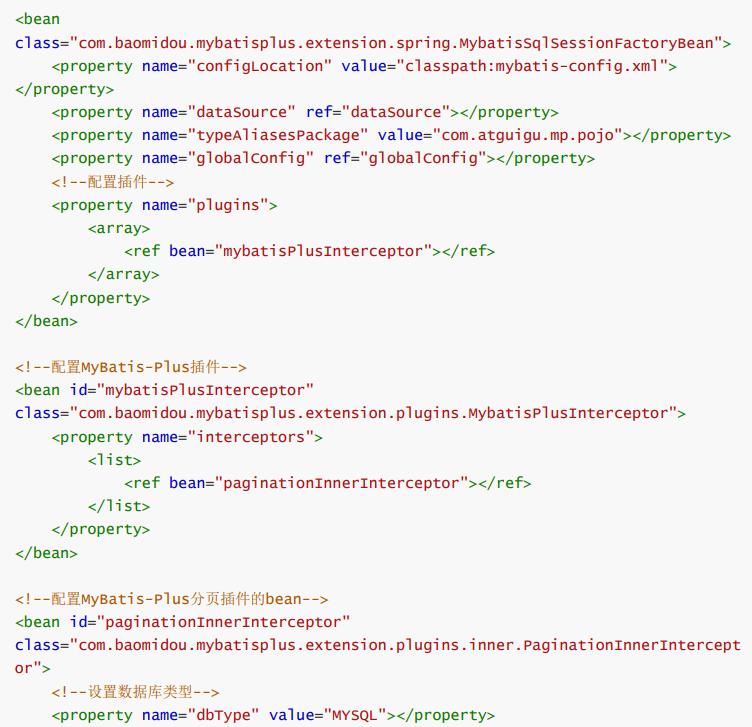 <bean
class="com.baomidou.mybatisplus.extension.spring.MybatisSqlSessionFactoryBean">
    <property name="configLocation" value="classpath:mybatis-config.xml">
</property>
    <property name="dataSource" ref="dataSource"></property>
    <property name="typeAliasesPackage" value="com.atguigu.mp.pojo"></property>
    <property name="globalConfig" ref="globalConfig"></property>
    <!--配置插件-->
    <property name="plugins">
        <array>
            <ref bean="mybatisPlusInterceptor"></ref>
        </array>
    </property>
</bean>

<!--配置MyBatis-Plus插件-->
<bean id="mybatisPlusInterceptor"
class="com.baomidou.mybatisplus.extension.plugins.MybatisPlusInterceptor">
    <property name="interceptors">
        <list>
            <ref bean="paginationInnerInterceptor"></ref>
        </list>
    </property>
</bean>

<!--配置MyBatis-Plus分页插件的bean-->
<bean id="paginationInnerInterceptor"
class="com.baomidou.mybatisplus.extension.plugins.inner.PaginationInnerIntercept
or">
    <!--设置数据库类型-->
    <property name="dbType" value="MYSQL"></property>